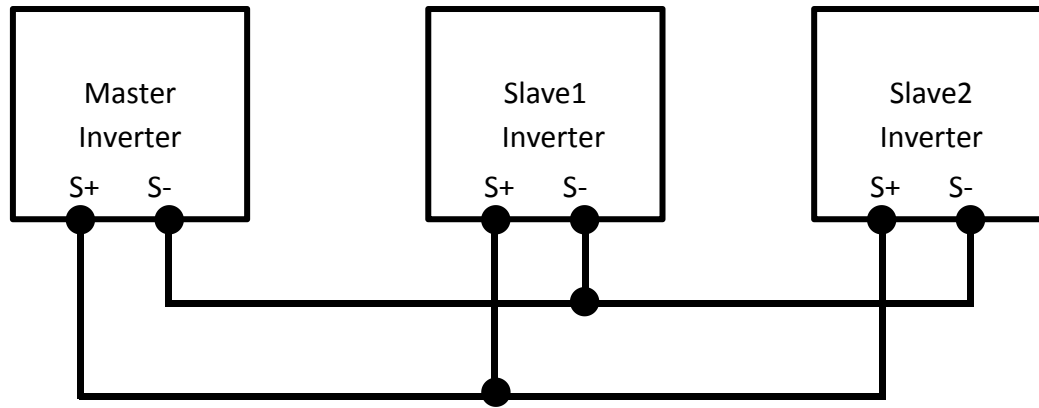 Master
Inverter
S+ S-
Slave1
Inverter
S+ S-
Slave2
Inverter
S+ S-